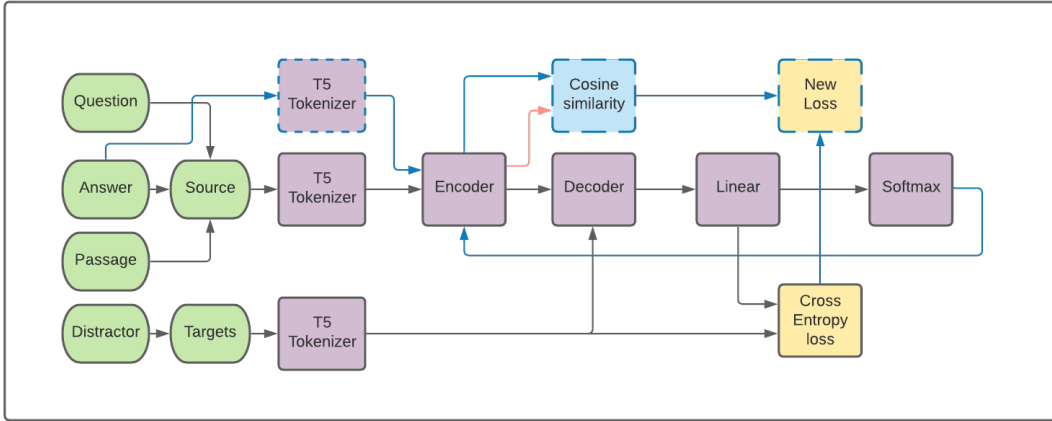 Question
T5
Tokenizer
Cosine
similarity
New
Loss
Answer
Source
T5
Tokenizer
Encoder
Decoder
Linear
Softmax
Passage
Distractor
Targets
T5
Tokenizer
Cross
Entropy
loss